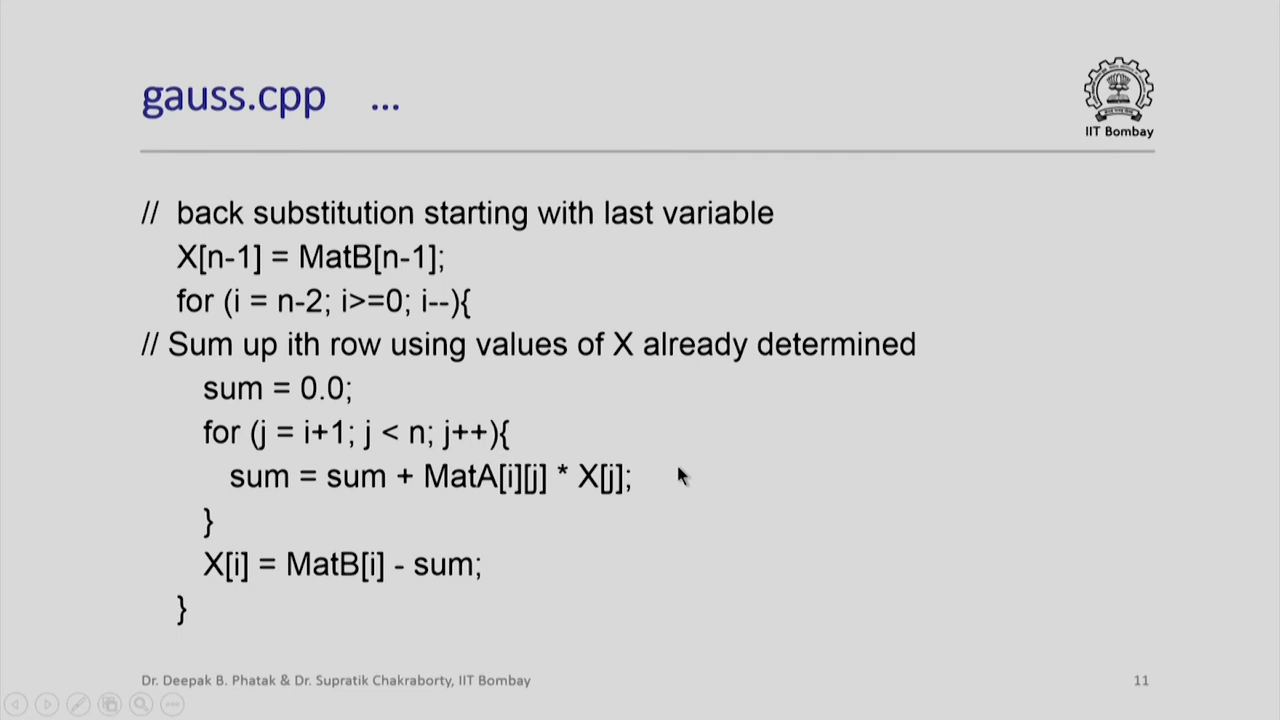 gauss.cpp ...
IIT Bombay
// back substitution starting with last variable
X[n-1] = MatB[n-1];
for (i = n-2; i>=0; i--){
// Sum up ith row using values of X already determined
sum = 0.0;
for (j = i+1; j < n; j++){
sum = sum + MatA[i][j] * X[j];
}
X[i] = MatB[i] - sum;
}
Dr. Deepak B. Phatak & Dr. Supratik Chakraborty, IIT Bombay
11